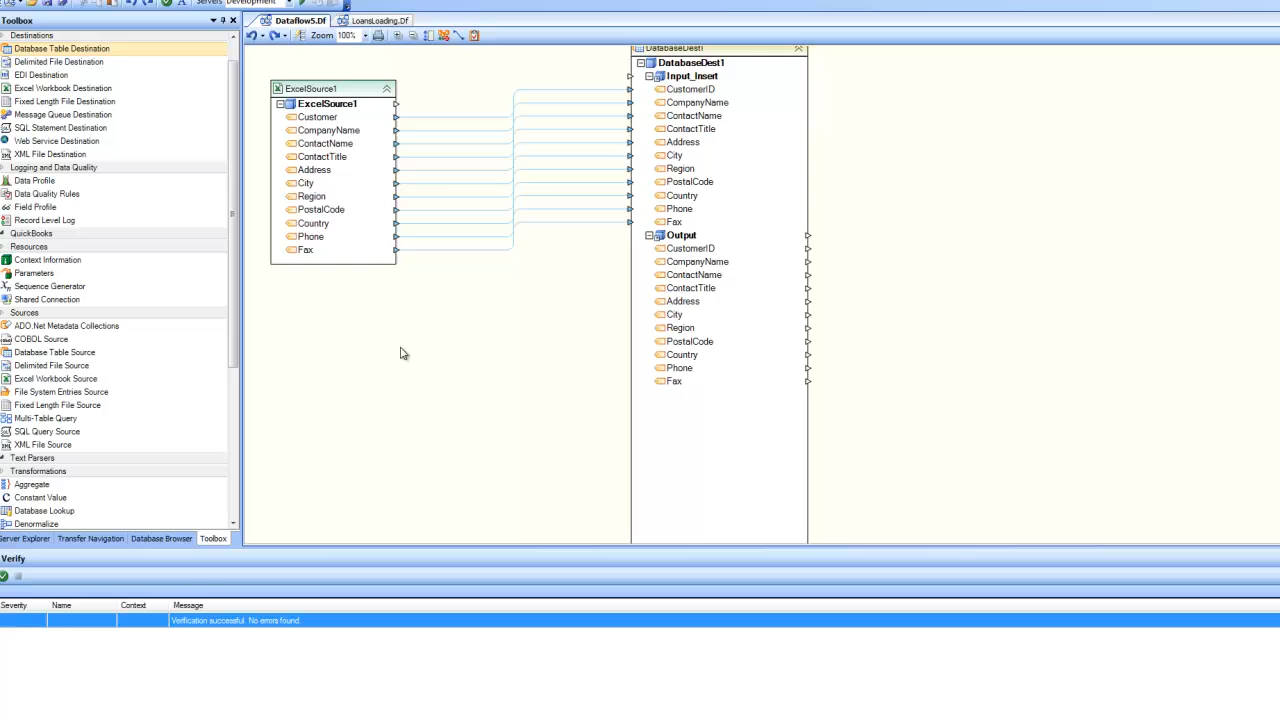 Servers Development
Toolbox
Destinations
Database Table Destination
Delimited File Destination
EDI Destination
Excel Workbook Destination
Fixed Length File Destination
Message Queue Destination
SQL Statement Destination
Web Service Destination
XML File Destination
Logging and Data Quality
Data Profile
Data Quality Rules
Field Profile
Record Level Log
QuickBooks
Resources
Context Information
Parameters
Sequence Generator
Shared Connection
Sources
ADO.Net Metadata Collections
COBOL Source
Database Table Source
Delimited File Source
Excel Workbook Source
File System Entries Source
Fixed Length File Source
Multi-Table Query
SQL Query Source
XML File Source
Text Parsers
Transformations
Aggregate
Constant Value
Database Lookup
Denormalize
Server Explorer Transfer Navigation Database Browser Toolbox
Dataflow5.Df LoansLoading.Df
Zoom 100%
ExcelSource1
ExcelSource1
Customer
CompanyName
ContactName
ContactTitle
Address
City
Region
PostalCode
Country
Phone
Fax
DatabaseDest1
DatabaseDest1
Input_Insert
CustomerID
CompanyName
ContactName
ContactTitle
Address
City
Region
PostalCode
Country
Phone
Fax
Output
CustomerID
CompanyName
ContactName
ContactTitle
Address
City
Region
PostalCode
Country
Phone
Fax
Verify
Severity Name Context Message
Verification successful. No errors found.